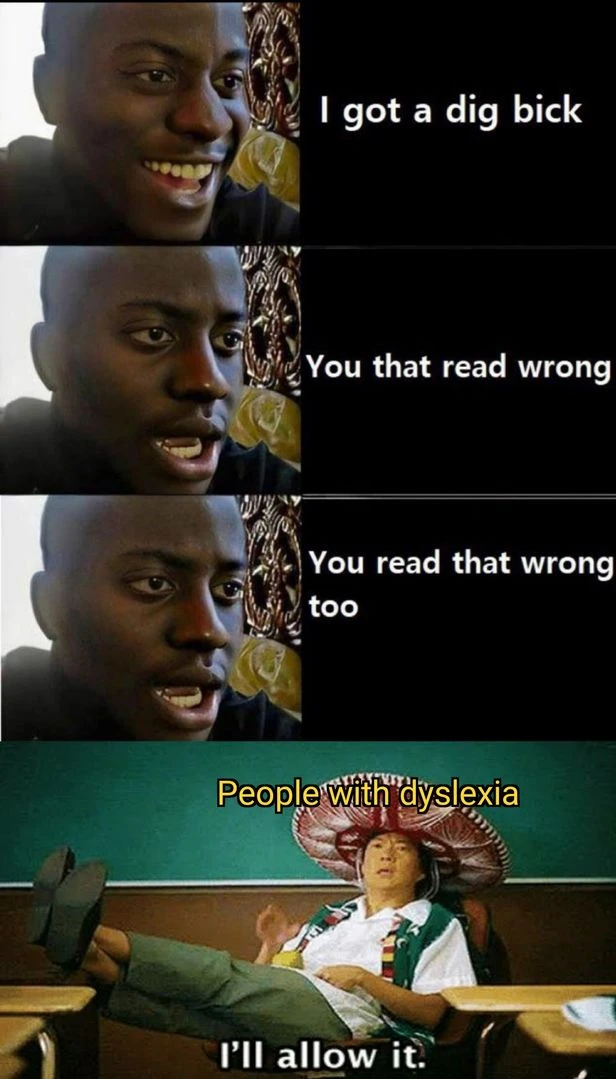 I got a dig bick
You that read wrong
You read that wrong
too
People with dyslexia
I'll allow it.